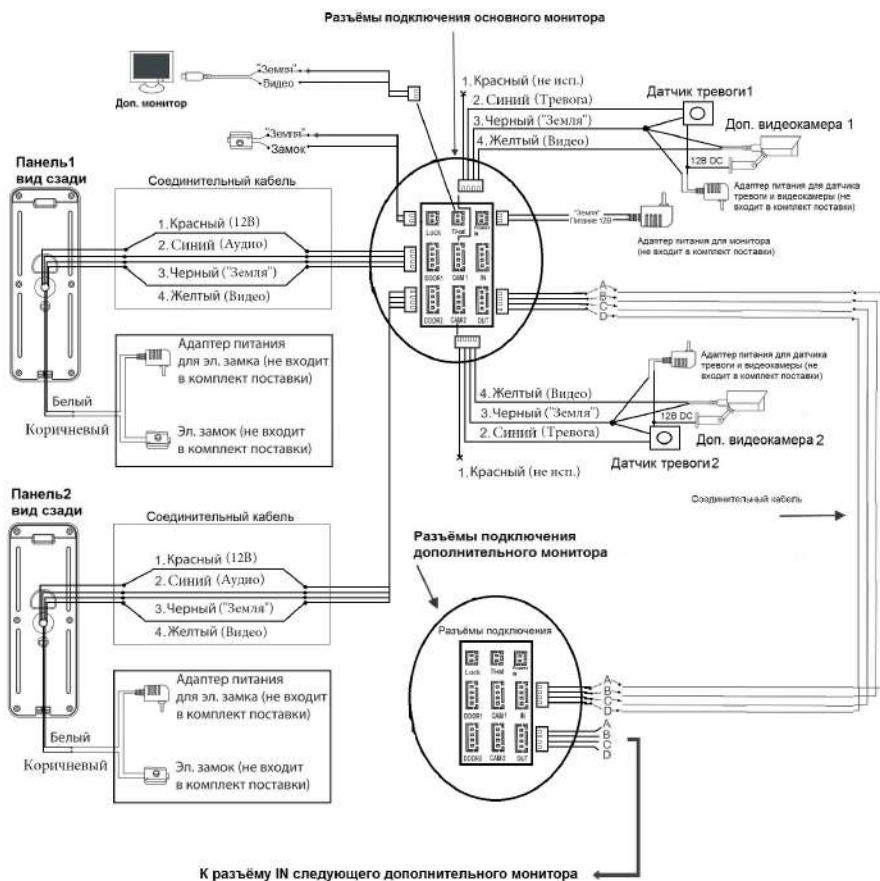 Разъёмы подключения основного монитора
"Земля"
Видео
Доп. монитор
"Земля"
Замок
1. Красный (не исп.)
2. Синий (Тревога)
3. Черный ("Земля")
4. Желтый (Видео)
Датчик тревоги1
Доп. видеокамера 1
12В DC
Адаптер питания для датчика
тревоги и видеокамеры (не
входит в комплект поставки)
"Земля"
Питание 12В
Адаптер питания для монитора
(не входит в комплект поставки)
Панель1
вид сзади
Соединительный кабель
1. Красный (12В)
2. Синий (Аудио)
3. Черный ("Земля")
4. Желтый (Видео)
Lock
Power
IN
DOOR1
CAM 1
IN
DOOR2
CAM2
OUT
A
B
C
D
Адаптер питания
для эл. замка (не входит
в комплект поставки)
Белый
Коричневый
Эл. замок (не входит
в комплект поставки)
4. Желтый (Видео)
3. Черный ("Земля")
2. Синий (Тревога)
1. Красный (не исп.)
Адаптер питания для датчика
тревоги и видеокамеры (не
входит в комплект поставки)
12В DC
Доп. видеокамера 2
Датчик тревоги2
Соединительный кабель
Панель2
вид сзади
Соединительный кабель
1. Красный (12В)
2. Синий (Аудио)
3. Черный ("Земля")
4. Желтый (Видео)
Адаптер питания
для эл. замка (не входит
в комплект поставки)
Белый
Коричневый
Эл. замок (не входит
в комплект поставки)
Разъёмы подключения
дополнительного монитора
Разъёмы подключения
Lock
Power
IN
DOOR1
CAM 1
IN
DOOR2
CAM2
OUT
A
B
C
D
A
B
C
D
К разъёму IN следующего дополнительного монитора